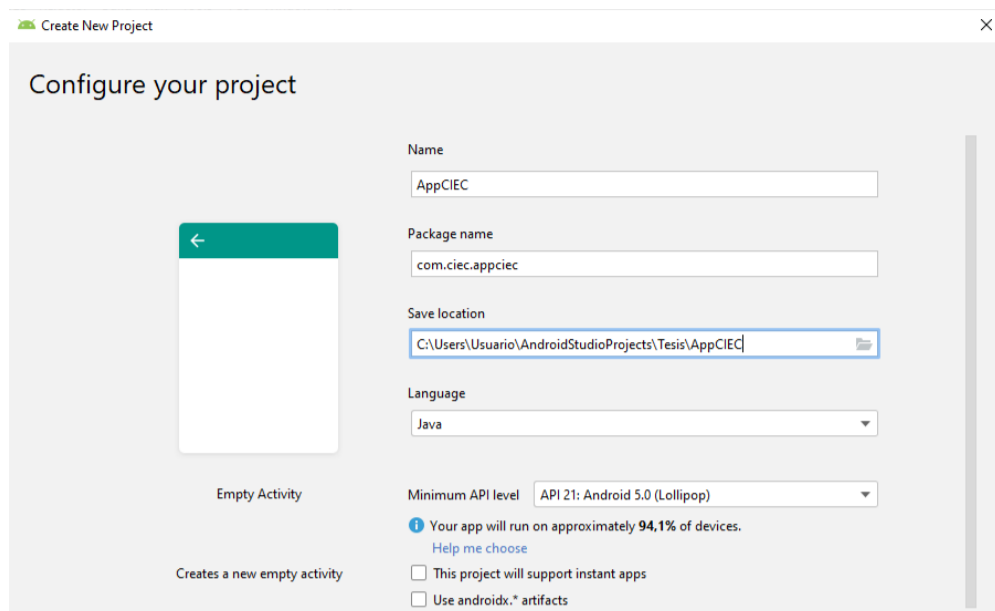 Create New Project
Configure your project
Name
AppCIEC
Package name
com.ciec.appciec
Save location
C:\Users\Usuario\AndroidStudioProjects\Tesis\AppCIEC
Language
Java
Empty Activity
Minimum API level API 21: Android 5.0 (Lollipop)
Your app will run on approximately 94,1% of devices.
Help me choose
Creates a new empty activity
This project will support instant apps
Use androidx.* artifacts